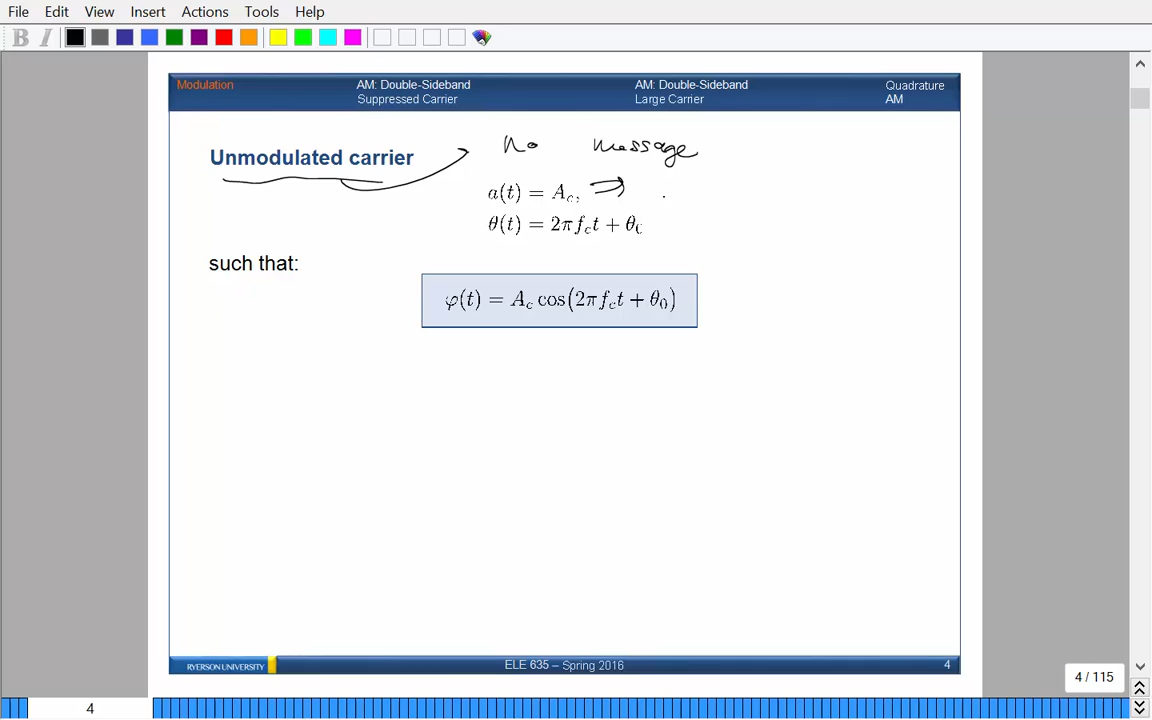 File Edit View Insert Actions Tools Help
B I
Modulation AM: Double-Sideband Suppressed Carrier AM: Double-Sideband Large Carrier Quadrature AM
Unmodulated carrier
No message
a(t) = A_c, ⇒
θ(t) = 2πf_c t + θ_0
such that:
φ(t) = A_c cos(2πf_c t + θ_0)
RYERSON UNIVERSITY ELE 635 – Spring 2016 4
4 / 115
4